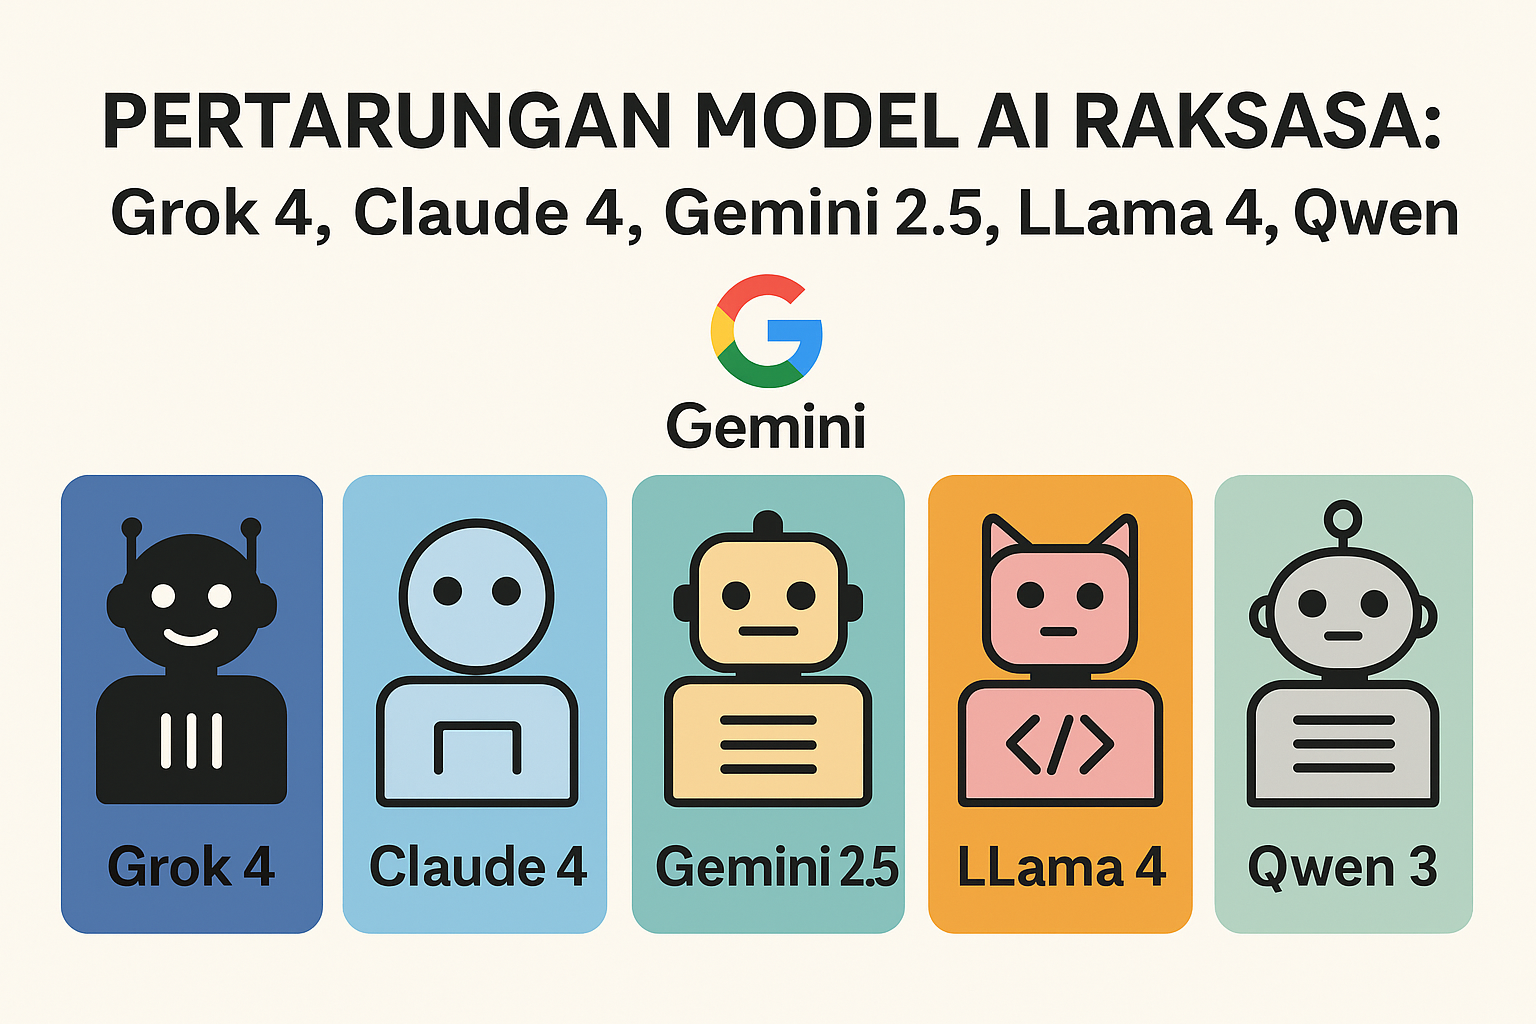 PERTARUNGAN MODEL AI RAKSASA:
Grok 4, Claude 4, Gemini 2.5, LLama 4, Qwen
Gemini
Grok 4
Claude 4
Gemini 2.5
LLama 4
Qwen 3